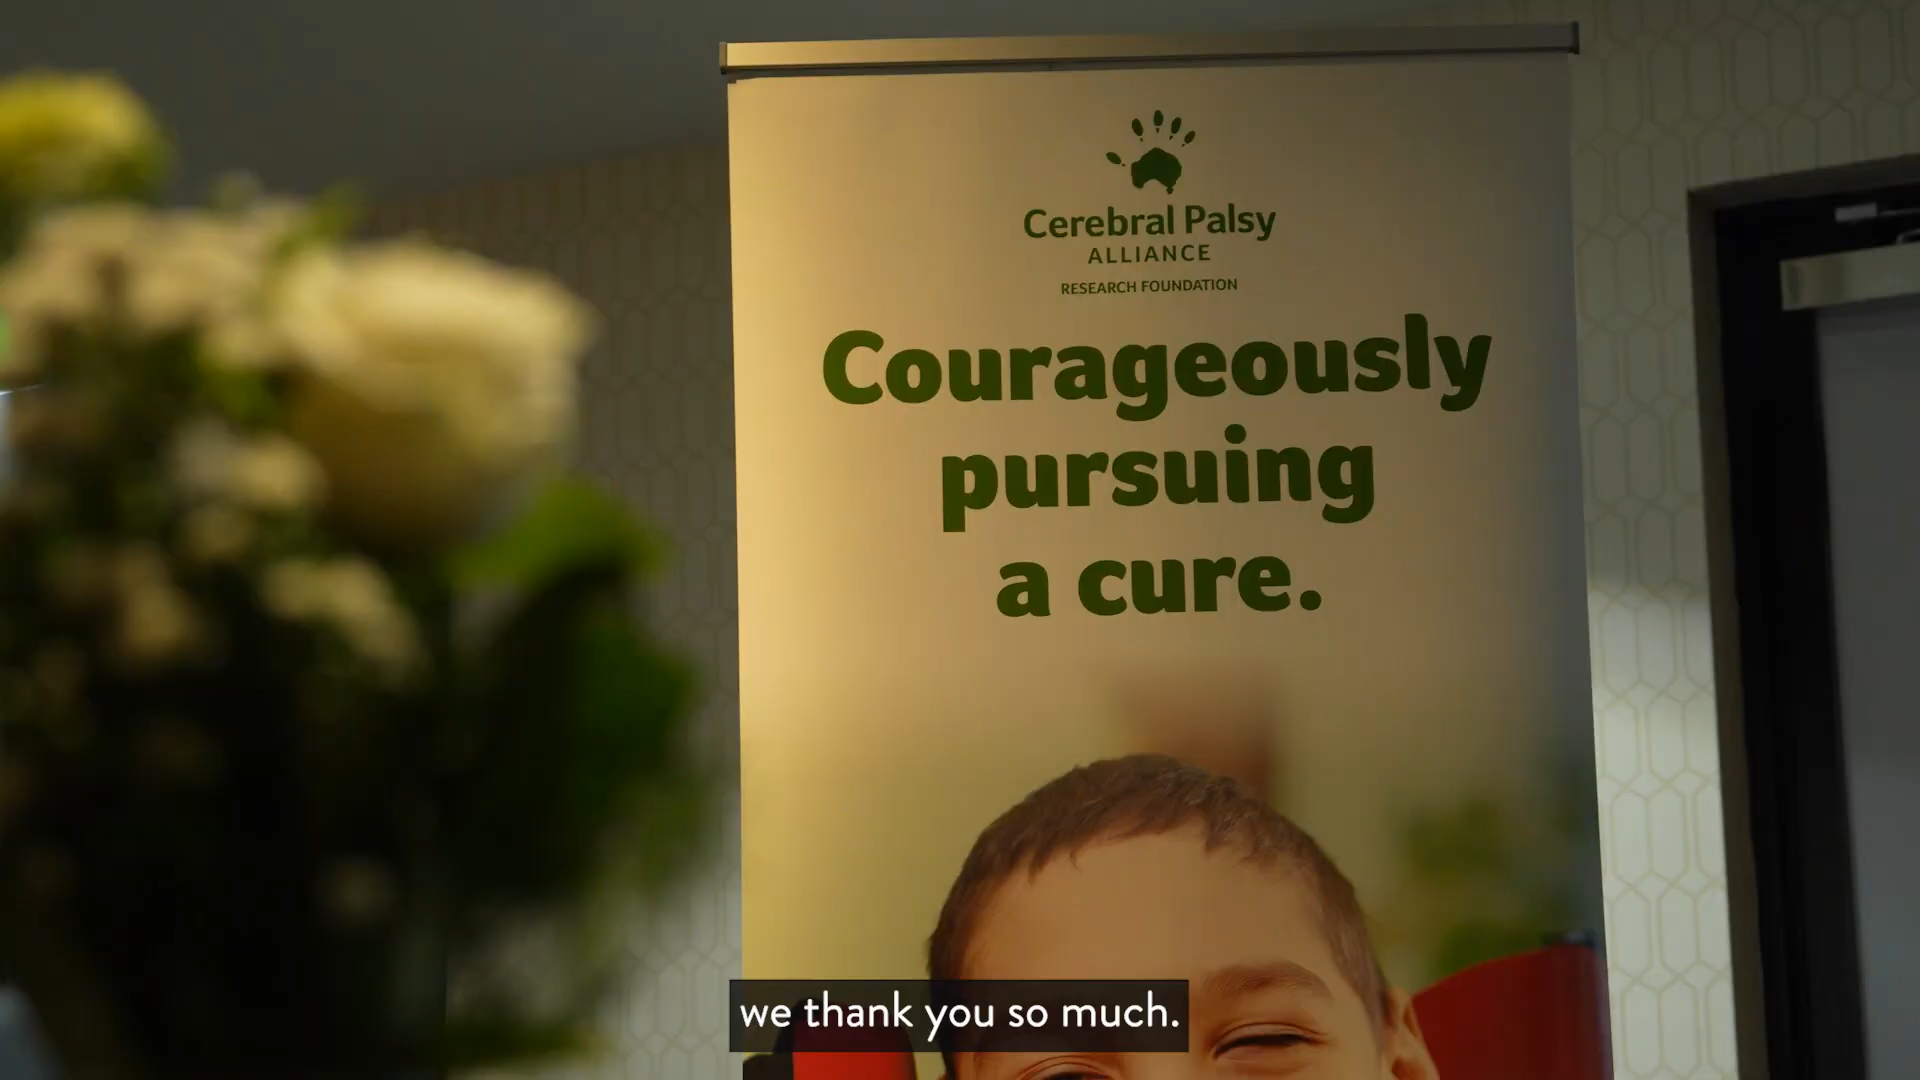 Cerebral Palsy
ALLIANCE
RESEARCH FOUNDATION
Courageously
pursuing
a cure.
we thank you so much.